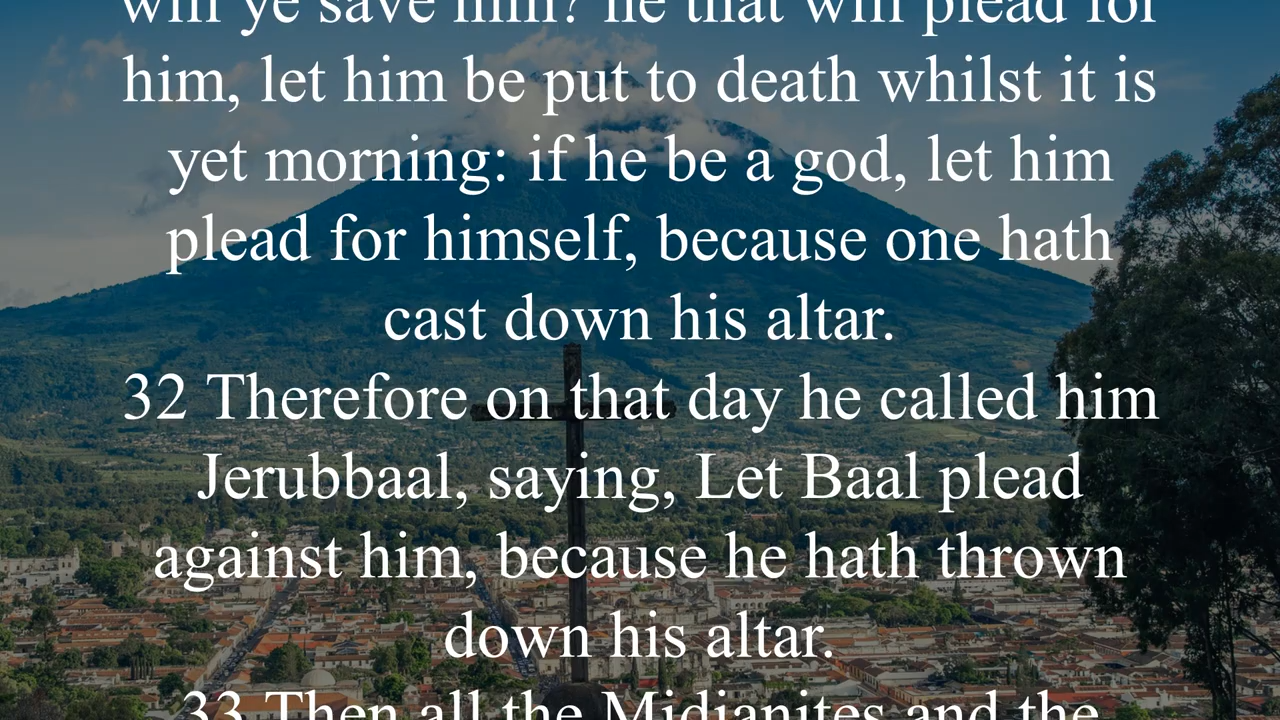 will ye save him? he that will plead for
him, let him be put to death whilst it is
yet morning: if he be a god, let him
plead for himself, because one hath
cast down his altar.
32 Therefore on that day he called him
Jerubbaal, saying, Let Baal plead
against him, because he hath thrown
down his altar.
33 Then all the Midianites and the